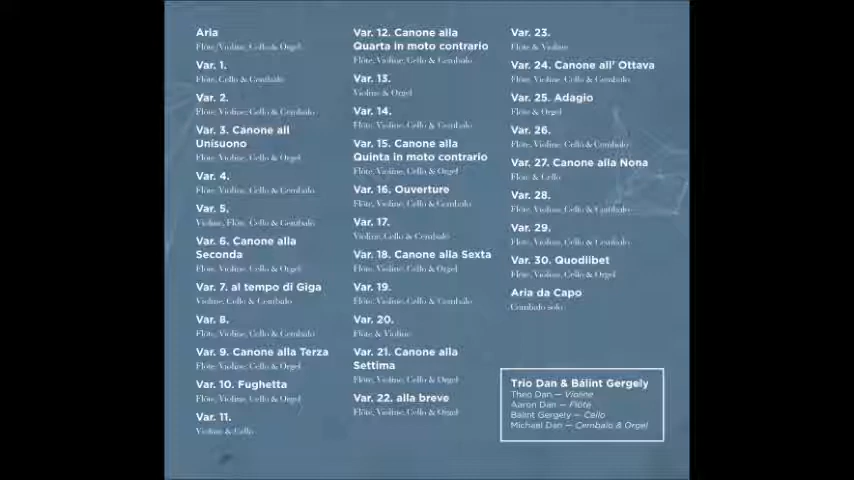 Aria
Flöte, Violine, Cello & Orgel
Var. 1.
Flöte, Cello & Cembalo
Var. 2.
Flöte, Violine, Cello & Cembalo
Var. 3. Canone all
Unisuono
Flöte, Violine, Cello & Orgel
Var. 4.
Flöte, Violine, Cello & Cembalo
Var. 5.
Violine, Flöte, Cello & Cembalo
Var. 6. Canone alla
Seconda
Flöte, Violine, Cello & Orgel
Var. 7. al tempo di Giga
Violine, Cello & Cembalo
Var. 8.
Flöte, Violine, Cello & Cembalo
Var. 9. Canone alla Terza
Flöte, Violine, Cello & Orgel
Var. 10. Fughetta
Flöte, Violine, Cello & Orgel
Var. 11.
Violine & Cello
Var. 12. Canone alla
Quarta in moto contrario
Flöte, Violine, Cello & Cembalo
Var. 13.
Violine & Orgel
Var. 14.
Flöte, Violine, Cello & Cembalo
Var. 15. Canone alla
Quinta in moto contrario
Flöte, Violine, Cello & Orgel
Var. 16. Ouverture
Flöte, Violine, Cello & Cembalo
Var. 17.
Violine, Cello & Cembalo
Var. 18. Canone alla Sexta
Flöte, Violine, Cello & Orgel
Var. 19.
Flöte, Violine, Cello & Cembalo
Var. 20.
Flöte & Violine
Var. 21. Canone alla
Settima
Flöte, Violine, Cello & Orgel
Var. 22. alla breve
Flöte, Violine, Cello & Orgel
Var. 23.
Flöte & Violine
Var. 24. Canone all' Ottava
Flöte, Violine, Cello & Cembalo
Var. 25. Adagio
Flöte & Orgel
Var. 26.
Flöte, Violine, Cello & Cembalo
Var. 27. Canone alla Nona
Flöte & Cello
Var. 28.
Flöte, Violine, Cello & Cembalo
Var. 29.
Flöte, Violine, Cello & Cembalo
Var. 30. Quodlibet
Flöte, Violine, Cello & Orgel
Aria da Capo
Cembalo solo
Trio Dan & Bálint Gergely
Theo Dan — Violine
Aaron Dan — Flöte
Bálint Gergely — Cello
Michael Dan — Cembalo & Orgel